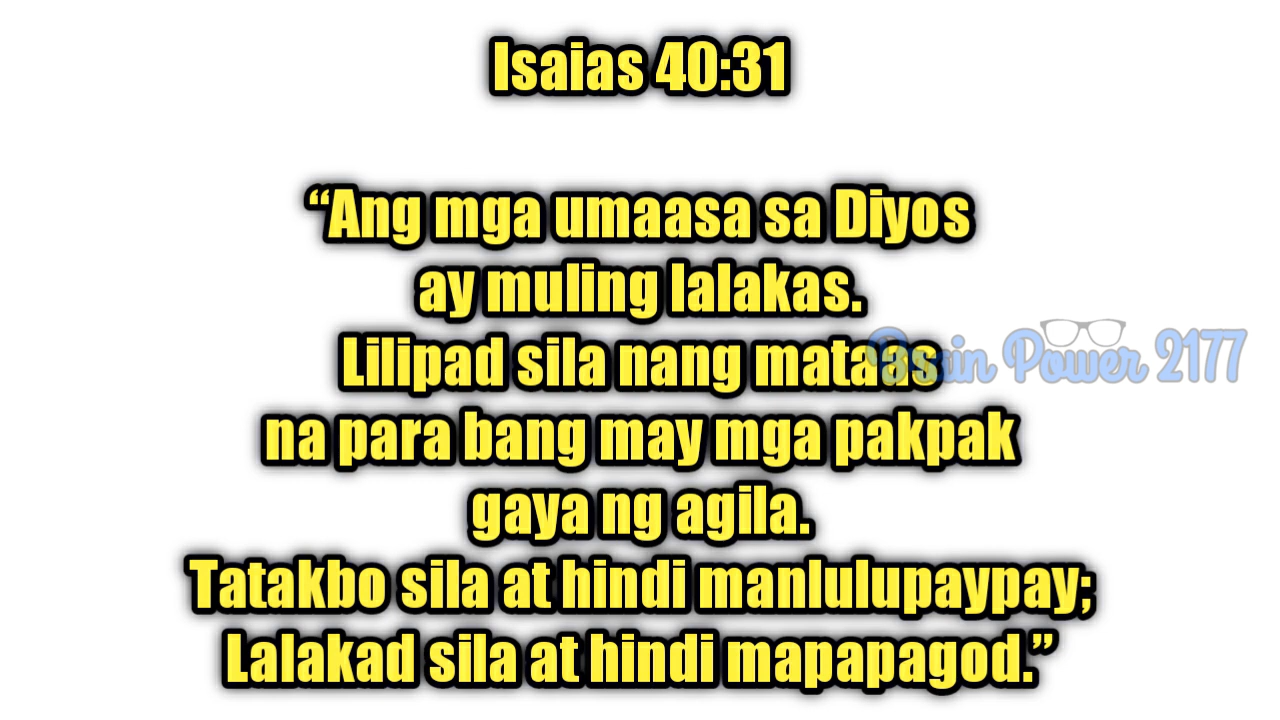 Isaias 40:31
“Ang mga umaasa sa Diyos
ay muling lalakas.
Lilipad sila nang mataas
na para bang may mga pakpak
gaya ng agila.
Tatakbo sila at hindi manlulupaypay;
Lalakad sila at hindi mapapagod.”
Brain Power 2177